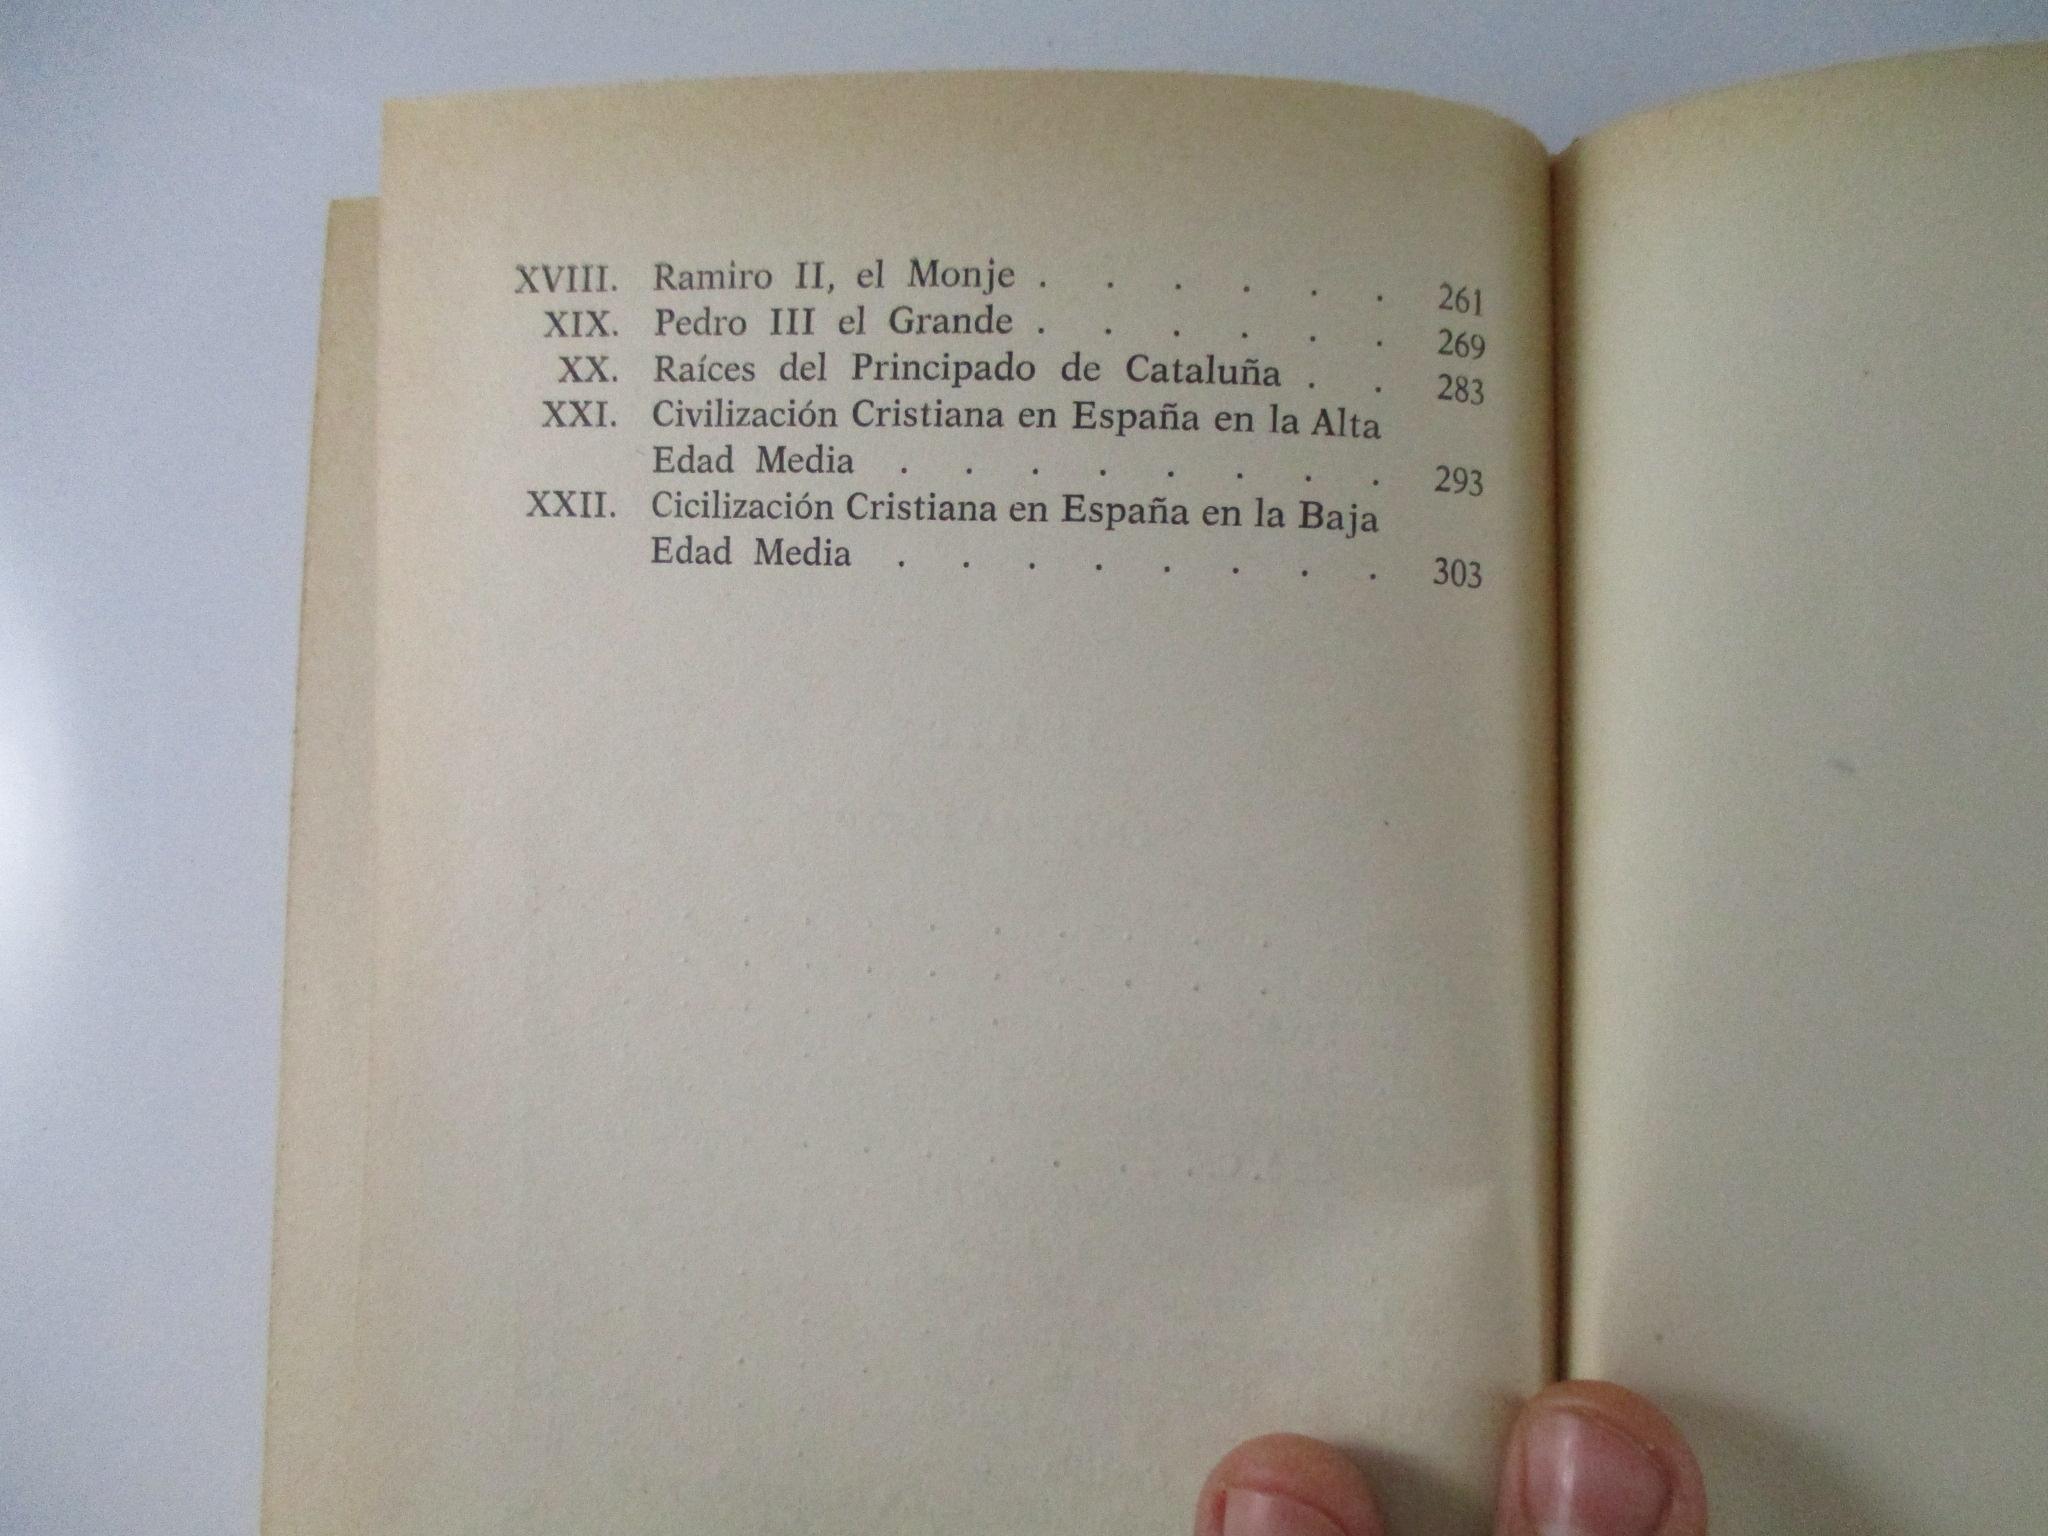 XVIII. Ramiro II, el Monje . . . . . . 261
XIX. Pedro III el Grande . . . . . . 269
XX. Raíces del Principado de Cataluña . . 283
XXI. Civilización Cristiana en España en la Alta
Edad Media . . . . . . . . 293
XXII. Cicilización Cristiana en España en la Baja
Edad Media . . . . . . . . 303